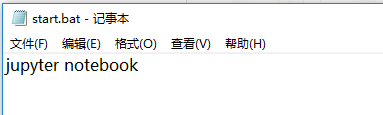 start.bat - 记事本
文件(F) 编辑(E) 格式(O) 查看(V) 帮助(H)
jupyter notebook